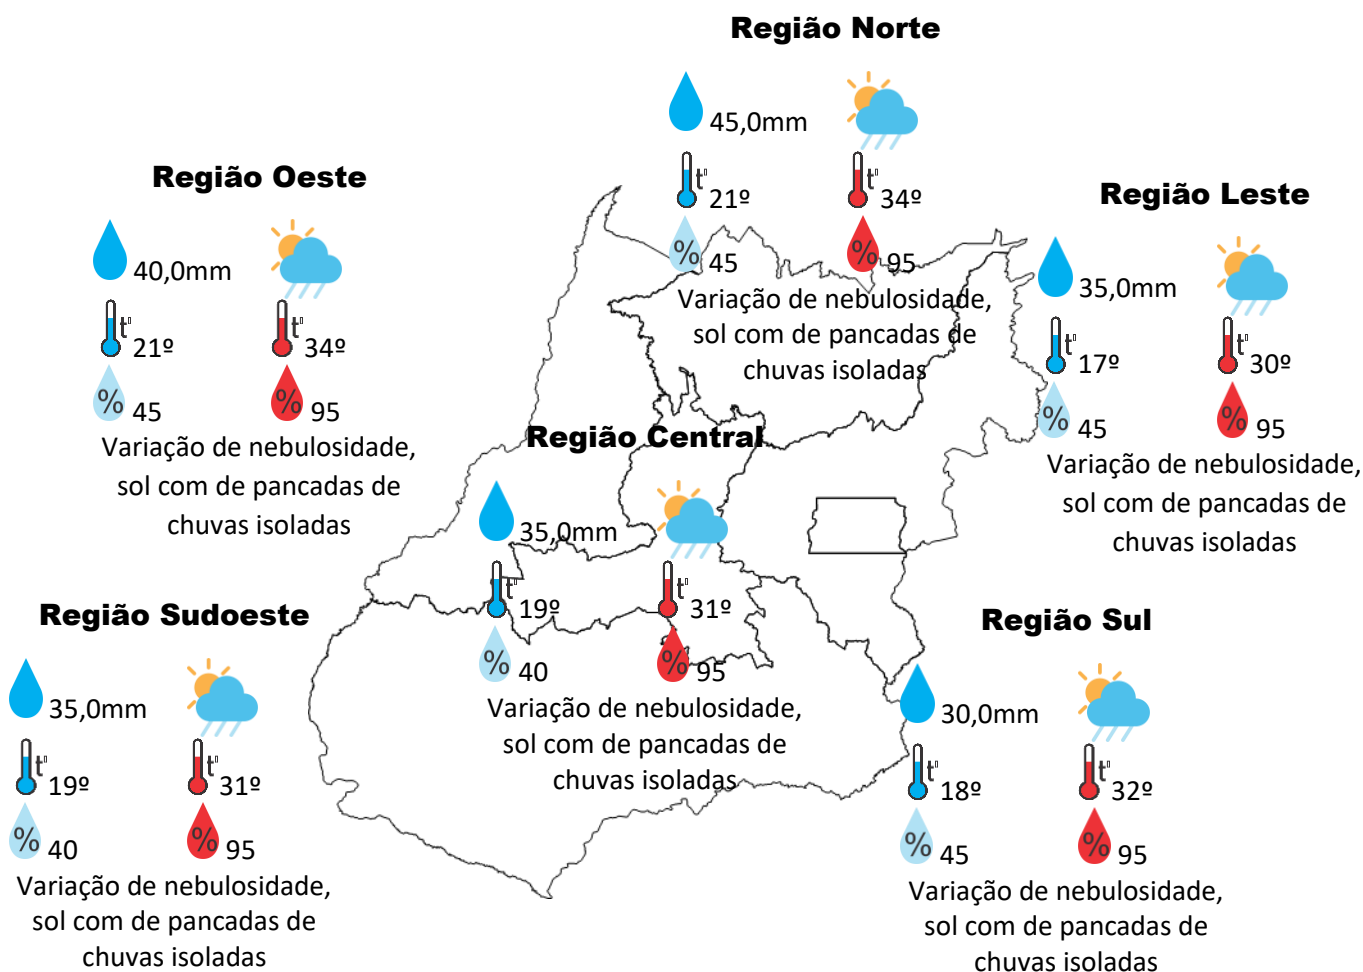 Região Norte
45,0mm
t°
21º
t°
34º
% 45
% 95
Variação de nebulosidade,
sol com de pancadas de
chuvas isoladas
Região Oeste
40,0mm
t°
21º
t°
34º
% 45
% 95
Variação de nebulosidade,
sol com de pancadas de
chuvas isoladas
Região Leste
35,0mm
t°
17º
t°
30º
% 45
% 95
Variação de nebulosidade,
sol com de pancadas de
chuvas isoladas
Região Central
35,0mm
t°
19º
31º
% 40
% 95
Variação de nebulosidade,
sol com de pancadas de
chuvas isoladas
Região Sudoeste
35,0mm
t°
19º
t°
31º
% 40
% 95
Variação de nebulosidade,
sol com de pancadas de
chuvas isoladas
Região Sul
30,0mm
t°
18º
t°
32º
% 45
% 95
Variação de nebulosidade,
sol com de pancadas de
chuvas isoladas